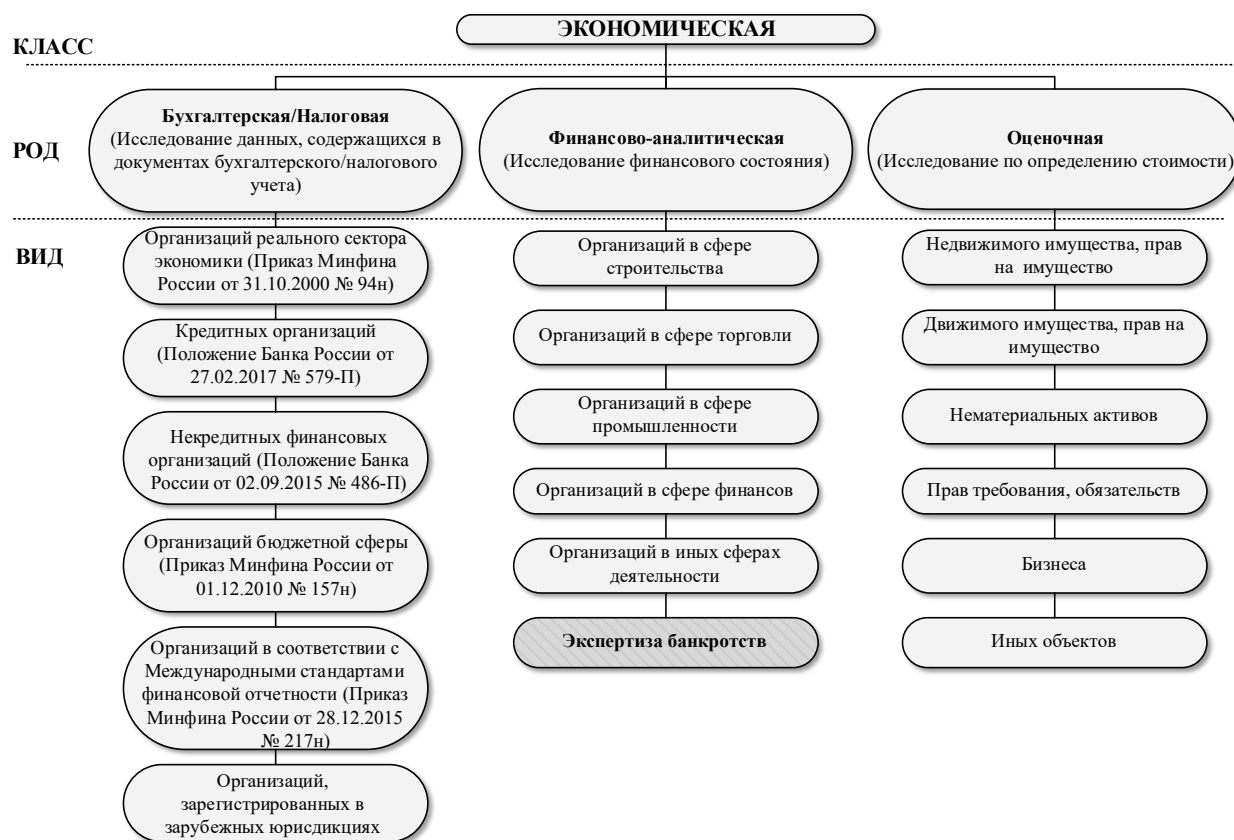 ЭКОНОМИЧЕСКАЯ
КЛАСС
РОД
Бухгалтерская/Налоговая
(Исследование данных, содержащихся в
документах бухгалтерского/налогового
учета)
Финансово-аналитическая
(Исследование финансового состояния)
Оценочная
(Исследование по определению стоимости)
ВИД
Организаций реального сектора
экономики (Приказ Минфина
России от 31.10.2000 № 94н)
Кредитных организаций
(Положение Банка России от
27.02.2017 № 579-П)
Некредитных финансовых
организаций (Положение Банка
России от 02.09.2015 № 486-П)
Организаций бюджетной сферы
(Приказ Минфина России от
01.12.2010 № 157н)
Организаций в соответствии с
Международными стандартами
финансовой отчетности (Приказ
Минфина России от 28.12.2015
№ 217н)
Организаций,
зарегистрированных в
зарубежных юрисдикциях
Организаций в сфере
строительства
Организаций в сфере торговли
Организаций в сфере
промышленности
Организаций в сфере финансов
Организаций в иных сферах
деятельности
Экспертиза банкротств
Недвижимого имущества, прав
на имущество
Движимого имущества, прав на
имущество
Нематериальных активов
Прав требования, обязательств
Бизнеса
Иных объектов